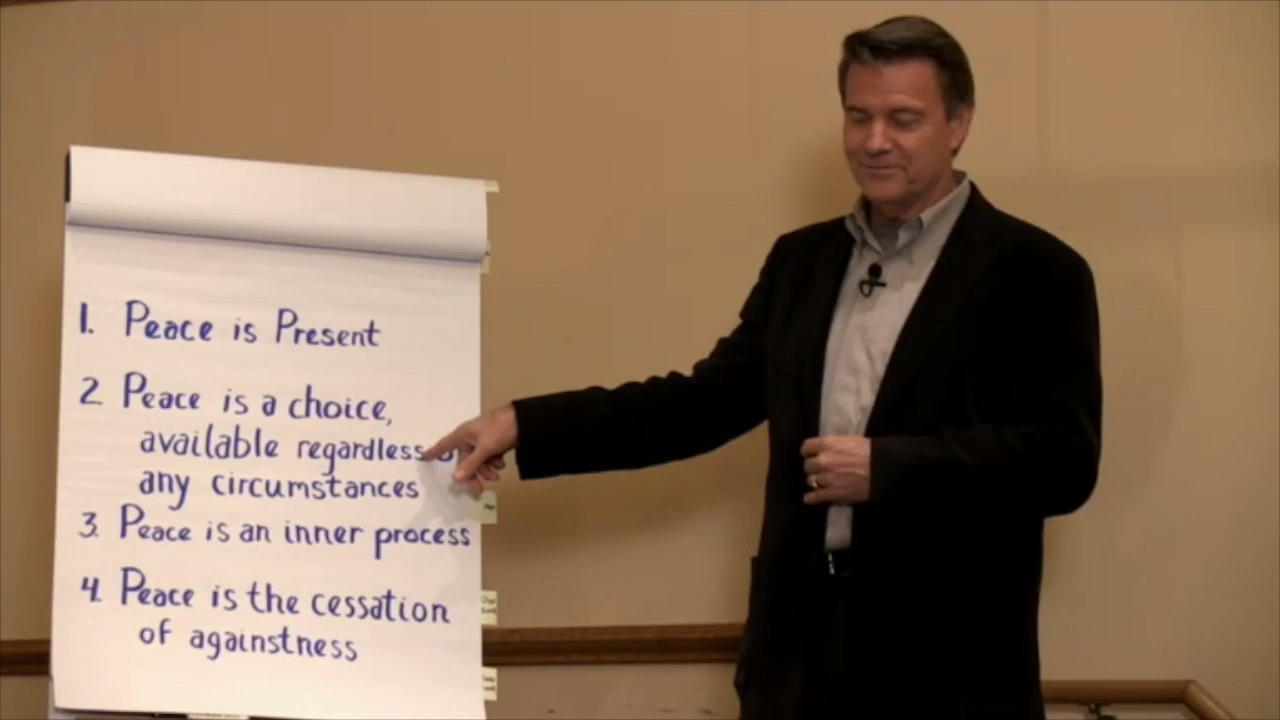 1. Peace is Present
2 Peace is a choice,
available regardless
any circumstances
3. Peace is an inner process
4. Peace is the cessation
of againstness